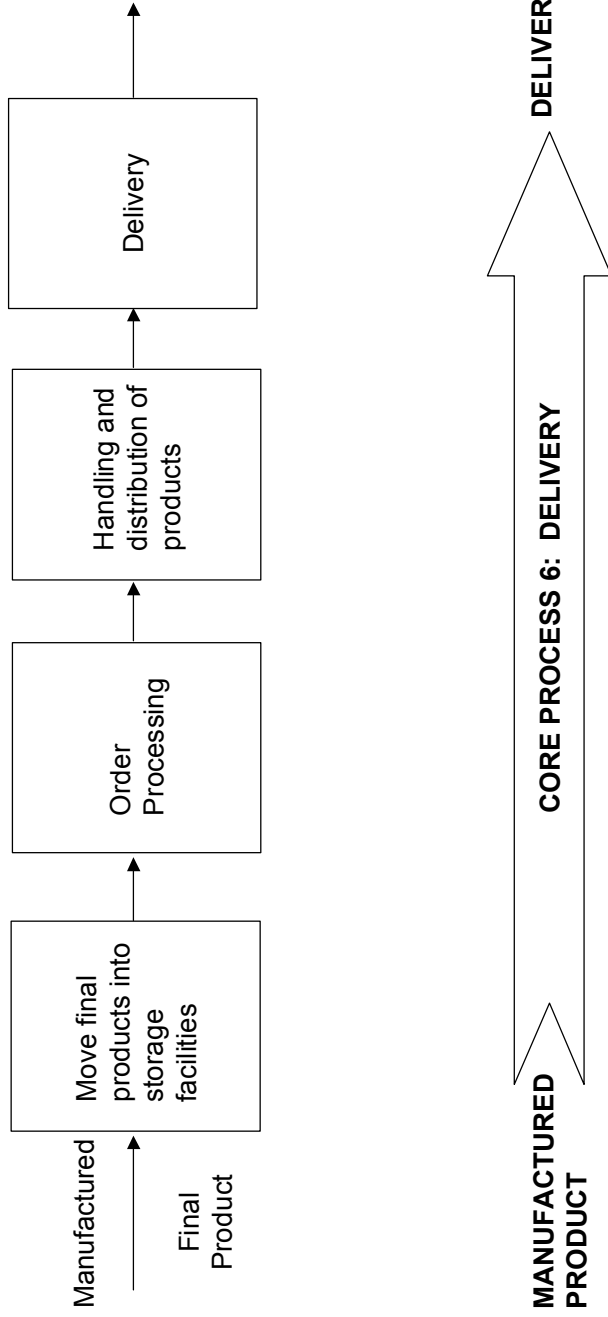 Manufactured
Final
Product
Move final
products into
storage
facilities
Order
Processing
Handling and
distribution of
products
Delivery
MANUFACTURED
PRODUCT
CORE PROCESS 6: DELIVERY
DELIVER